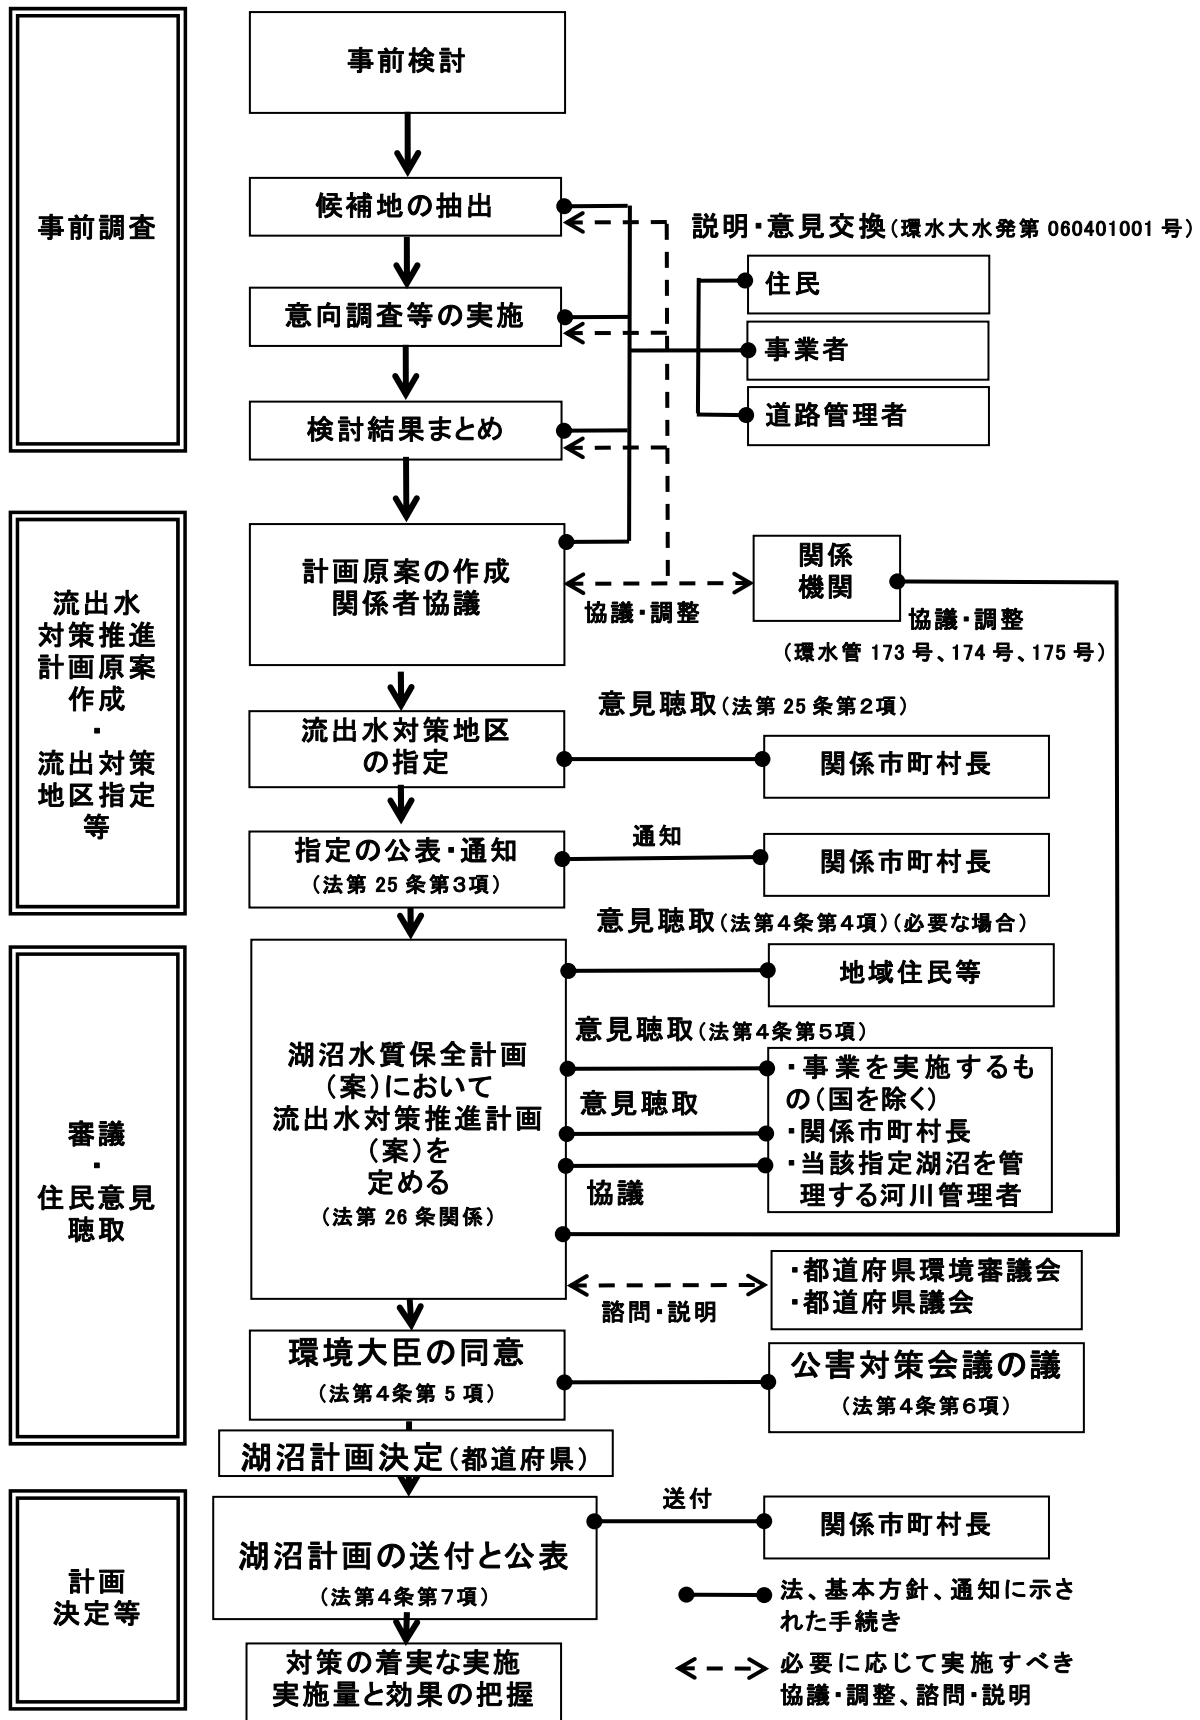 事前検討
事前調査
候補地の抽出
説明・意見交換(環水大水発第 060401001 号)
住民
意向調査等の実施
事業者
検討結果まとめ
道路管理者
流出水
対策推進
計画原案
作成
・
流出対策
地区指定
等
計画原案の作成
関係者協議
協議・調整
関係
機関
協議・調整
(環水管 173 号、174 号、175 号)
意見聴取(法第 25 条第2項)
流出水対策地区
の指定
関係市町村長
指定の公表・通知
(法第 25 条第3項)
通知
関係市町村長
意見聴取(法第4条第4項)(必要な場合)
地域住民等
審議
・
住民意見
聴取
湖沼水質保全計画
(案)において
流出水対策推進計画
(案)を
定める
(法第 26 条関係)
意見聴取(法第4条第5項)
意見聴取
協議
・事業を実施するも
の(国を除く)
・関係市町村長
・当該指定湖沼を管
理する河川管理者
諮問・説明
・都道府県環境審議会
・都道府県議会
環境大臣の同意
(法第4条第 5 項)
公害対策会議の議
(法第4条第6項)
湖沼計画決定(都道府県)
計画
決定等
湖沼計画の送付と公表
(法第4条第7項)
送付
関係市町村長
対策の着実な実施
実施量と効果の把握
法、基本方針、通知に示さ
れた手続き
必要に応じて実施すべき
協議・調整、諮問・説明